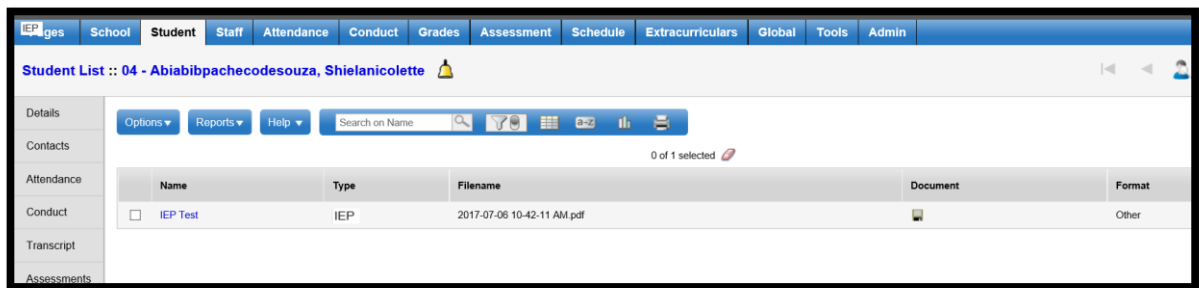 IEP ges School Student Staff Attendance Conduct Grades Assessment Schedule Extracurriculars Global Tools Admin
Student List :: 04 - Abiabibpachecodesouza, Shielanicolette
Details
Options Reports Help Search on Name a-z
Contacts
0 of 1 selected
Attendance
Name Type Filename Document Format
Conduct
IEP Test IEP 2017-07-06 10-42-11 AM.pdf Other
Transcript
Assessments